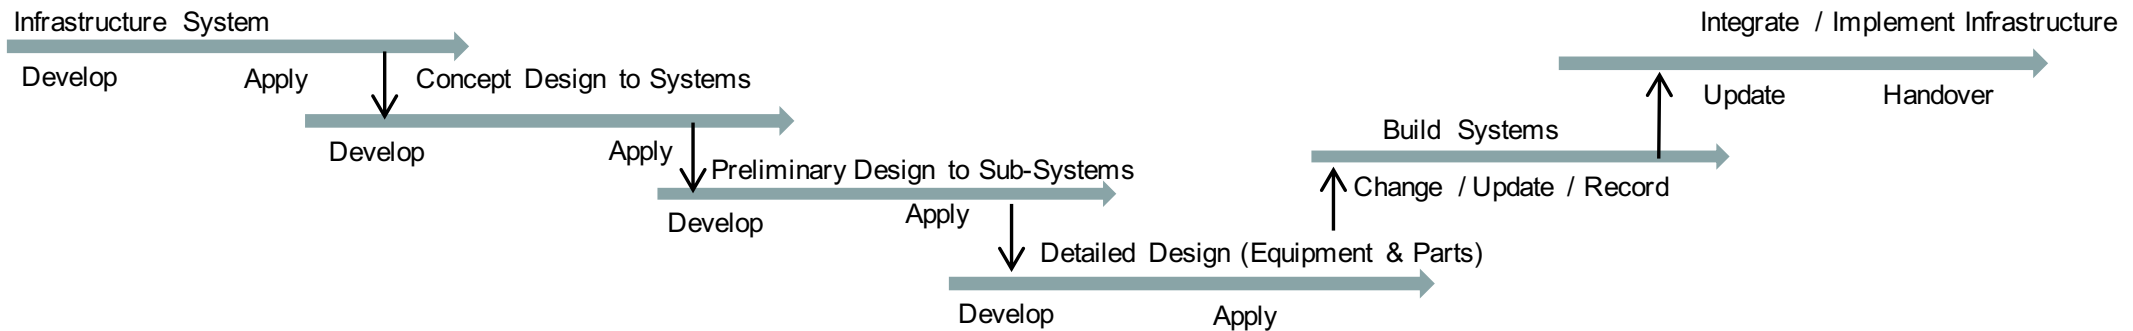 Infrastructure System
Develop Apply
Concept Design to Systems
Develop Apply
Preliminary Design to Sub-Systems
Develop Apply
Detailed Design (Equipment & Parts)
Develop Apply
Build Systems
Change / Update / Record
Integrate / Implement Infrastructure
Update Handover